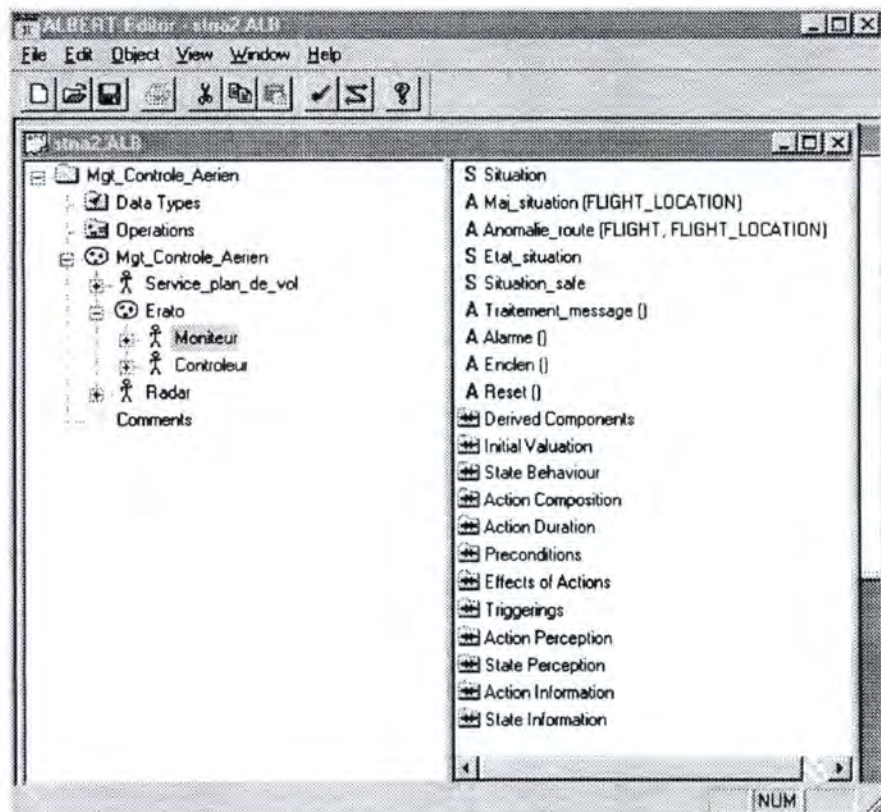 ALBERT Editor - stna2.ALB
File Edit Object View Window Help
stna2.ALB
Mgt_Controle_Aerien
Data Types
Operations
Mgt_Controle_Aerien
Service_plan_de_vol
Erato
Moniteur
Controleur
Radar
Comments
S Situation
A Maj_situation (FLIGHT_LOCATION)
A Anomalie_route (FLIGHT, FLIGHT_LOCATION)
S Etat_situation
S Situation_safe
A Traitement_message ()
A Alarme ()
A Enclen ()
A Reset ()
Derived Components
Initial Valuation
State Behaviour
Action Composition
Action Duration
Preconditions
Effects of Actions
Triggerings
Action Perception
State Perception
Action Information
State Information
NUM